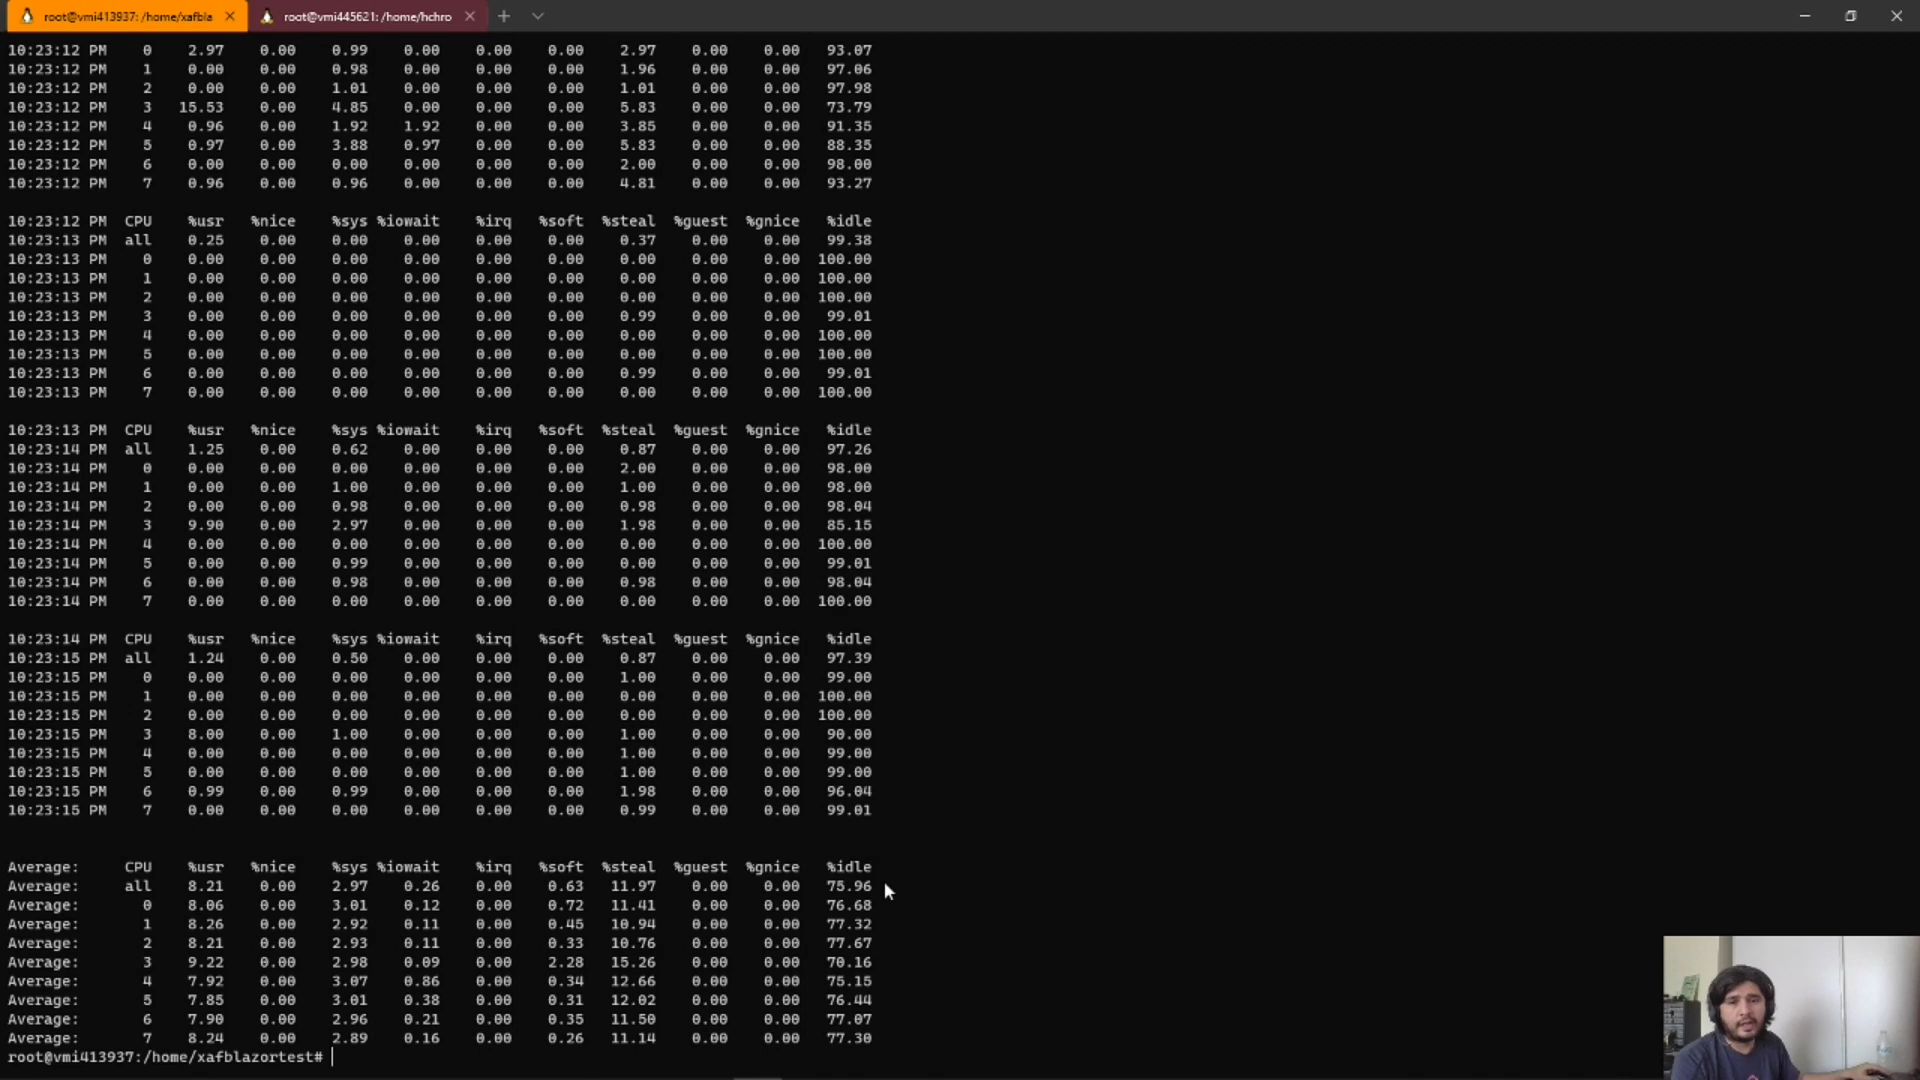 root@vmi413937: /home/xafbla
root@vmi445621: /home/hchro
10:23:12 PM 0 2.97 0.00 0.99 0.00 0.00 0.00 2.97 0.00 0.00 93.07
10:23:12 PM 1 0.00 0.00 0.98 0.00 0.00 0.00 1.96 0.00 0.00 97.06
10:23:12 PM 2 0.00 0.00 1.01 0.00 0.00 0.00 1.01 0.00 0.00 97.98
10:23:12 PM 3 15.53 0.00 4.85 0.00 0.00 0.00 5.83 0.00 0.00 73.79
10:23:12 PM 4 0.96 0.00 1.92 1.92 0.00 0.00 3.85 0.00 0.00 91.35
10:23:12 PM 5 0.97 0.00 3.88 0.97 0.00 0.00 5.83 0.00 0.00 88.35
10:23:12 PM 6 0.00 0.00 0.00 0.00 0.00 0.00 2.00 0.00 0.00 98.00
10:23:12 PM 7 0.96 0.00 0.96 0.00 0.00 0.00 4.81 0.00 0.00 93.27
10:23:12 PM CPU %usr %nice %sys %iowait %irq %soft %steal %guest %gnice %idle
10:23:13 PM all 0.25 0.00 0.00 0.00 0.00 0.00 0.37 0.00 0.00 99.38
10:23:13 PM 0 0.00 0.00 0.00 0.00 0.00 0.00 0.00 0.00 0.00 100.00
10:23:13 PM 1 0.00 0.00 0.00 0.00 0.00 0.00 0.00 0.00 0.00 100.00
10:23:13 PM 2 0.00 0.00 0.00 0.00 0.00 0.00 0.00 0.00 0.00 100.00
10:23:13 PM 3 0.00 0.00 0.00 0.00 0.00 0.00 0.99 0.00 0.00 99.01
10:23:13 PM 4 0.00 0.00 0.00 0.00 0.00 0.00 0.00 0.00 0.00 100.00
10:23:13 PM 5 0.00 0.00 0.00 0.00 0.00 0.00 0.00 0.00 0.00 100.00
10:23:13 PM 6 0.00 0.00 0.00 0.00 0.00 0.00 0.99 0.00 0.00 99.01
10:23:13 PM 7 0.00 0.00 0.00 0.00 0.00 0.00 0.00 0.00 0.00 100.00
10:23:13 PM CPU %usr %nice %sys %iowait %irq %soft %steal %guest %gnice %idle
10:23:14 PM all 1.25 0.00 0.62 0.00 0.00 0.00 0.87 0.00 0.00 97.26
10:23:14 PM 0 0.00 0.00 0.00 0.00 0.00 0.00 2.00 0.00 0.00 98.00
10:23:14 PM 1 0.00 0.00 1.00 0.00 0.00 0.00 1.00 0.00 0.00 98.00
10:23:14 PM 2 0.00 0.00 0.98 0.00 0.00 0.00 0.98 0.00 0.00 98.04
10:23:14 PM 3 9.90 0.00 2.97 0.00 0.00 0.00 1.98 0.00 0.00 85.15
10:23:14 PM 4 0.00 0.00 0.00 0.00 0.00 0.00 0.00 0.00 0.00 100.00
10:23:14 PM 5 0.00 0.00 0.99 0.00 0.00 0.00 0.00 0.00 0.00 99.01
10:23:14 PM 6 0.00 0.00 0.98 0.00 0.00 0.00 0.98 0.00 0.00 98.04
10:23:14 PM 7 0.00 0.00 0.00 0.00 0.00 0.00 0.00 0.00 0.00 100.00
10:23:14 PM CPU %usr %nice %sys %iowait %irq %soft %steal %guest %gnice %idle
10:23:15 PM all 1.24 0.00 0.50 0.00 0.00 0.00 0.87 0.00 0.00 97.39
10:23:15 PM 0 0.00 0.00 0.00 0.00 0.00 0.00 1.00 0.00 0.00 99.00
10:23:15 PM 1 0.00 0.00 0.00 0.00 0.00 0.00 0.00 0.00 0.00 100.00
10:23:15 PM 2 0.00 0.00 0.00 0.00 0.00 0.00 0.00 0.00 0.00 100.00
10:23:15 PM 3 8.00 0.00 1.00 0.00 0.00 0.00 1.00 0.00 0.00 90.00
10:23:15 PM 4 0.00 0.00 0.00 0.00 0.00 0.00 1.00 0.00 0.00 99.00
10:23:15 PM 5 0.00 0.00 0.00 0.00 0.00 0.00 1.00 0.00 0.00 99.00
10:23:15 PM 6 0.99 0.00 0.99 0.00 0.00 0.00 1.98 0.00 0.00 96.04
10:23:15 PM 7 0.00 0.00 0.00 0.00 0.00 0.00 0.99 0.00 0.00 99.01
Average: CPU %usr %nice %sys %iowait %irq %soft %steal %guest %gnice %idle
Average: all 8.21 0.00 2.97 0.26 0.00 0.63 11.97 0.00 0.00 75.96
Average: 0 8.06 0.00 3.01 0.12 0.00 0.72 11.41 0.00 0.00 76.68
Average: 1 8.26 0.00 2.92 0.11 0.00 0.45 10.94 0.00 0.00 77.32
Average: 2 8.21 0.00 2.93 0.11 0.00 0.33 10.76 0.00 0.00 77.67
Average: 3 9.22 0.00 2.98 0.09 0.00 2.28 15.26 0.00 0.00 70.16
Average: 4 7.92 0.00 3.07 0.86 0.00 0.34 12.66 0.00 0.00 75.15
Average: 5 7.85 0.00 3.01 0.38 0.00 0.31 12.02 0.00 0.00 76.44
Average: 6 7.90 0.00 2.96 0.21 0.00 0.35 11.50 0.00 0.00 77.07
Average: 7 8.24 0.00 2.89 0.16 0.00 0.26 11.14 0.00 0.00 77.30
root@vmi413937:/home/xafblazortest#